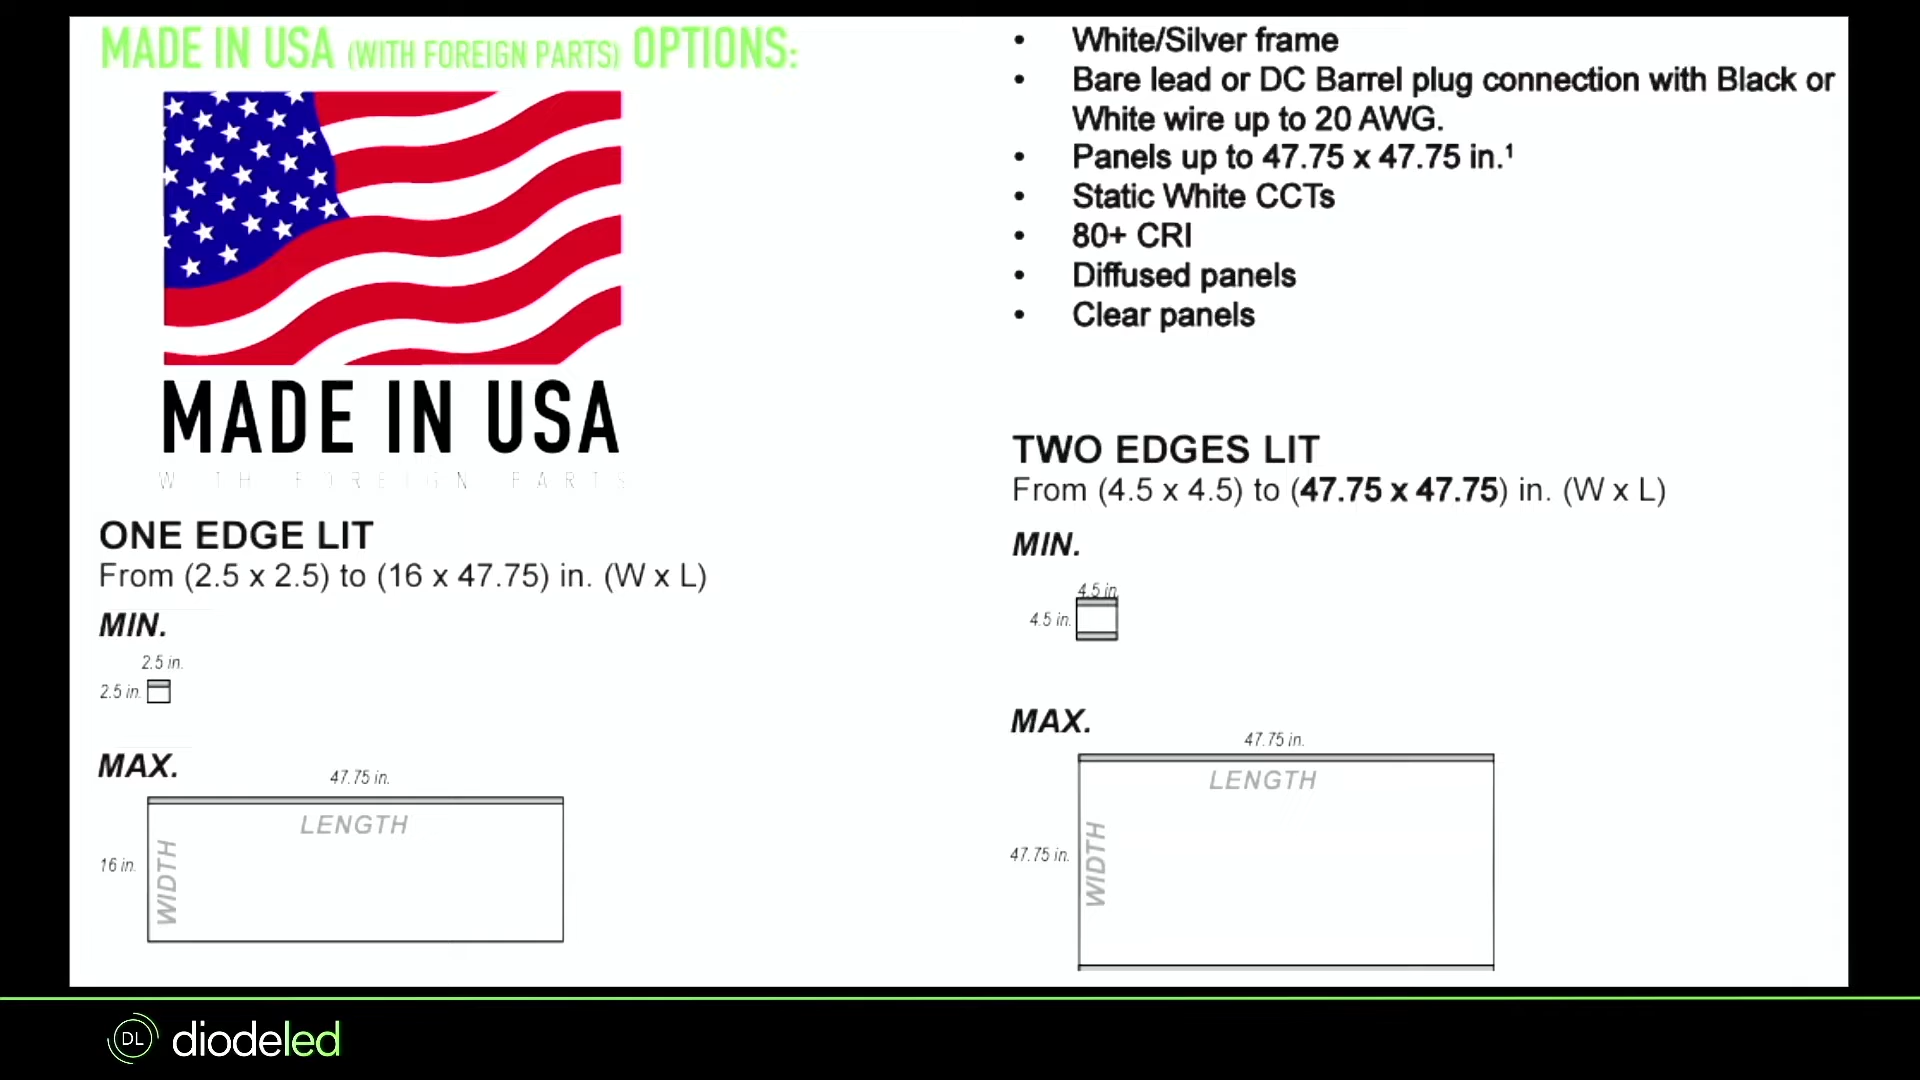 MADE IN USA (WITH FOREIGN PARTS) OPTIONS:
MADE IN USA
WITH FOREIGN PARTS
ONE EDGE LIT
From (2.5 x 2.5) to (16 x 47.75) in. (W x L)
MIN.
2.5 in.
2.5 in.
MAX.
47.75 in.
LENGTH
16 in.
WIDTH
• White/Silver frame
• Bare lead or DC Barrel plug connection with Black or
White wire up to 20 AWG.
• Panels up to 47.75 x 47.75 in.¹
• Static White CCTs
• 80+ CRI
• Diffused panels
• Clear panels
TWO EDGES LIT
From (4.5 x 4.5) to (47.75 x 47.75) in. (W x L)
MIN.
4.5 in.
4.5 in.
MAX.
47.75 in.
LENGTH
47.75 in.
WIDTH
DL diodeled